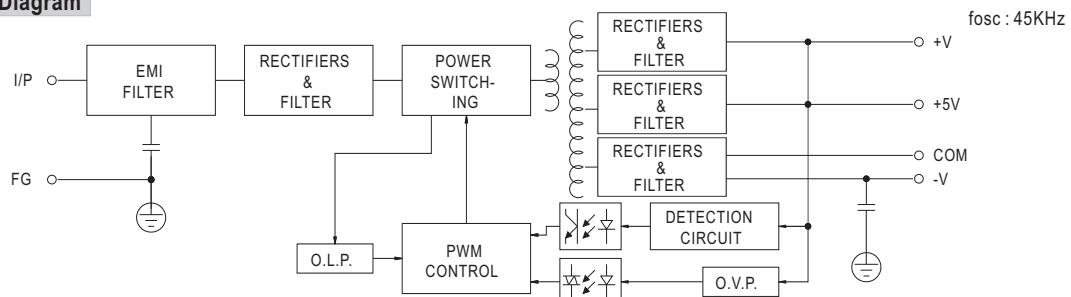 Diagram
fosc : 45KHz
I/P
EMI
FILTER
RECTIFIERS
&
FILTER
POWER
SWITCH-
ING
RECTIFIERS
&
FILTER
+V
RECTIFIERS
&
FILTER
+5V
RECTIFIERS
&
FILTER
COM
-V
FG
O.L.P.
PWM
CONTROL
DETECTION
CIRCUIT
O.V.P.